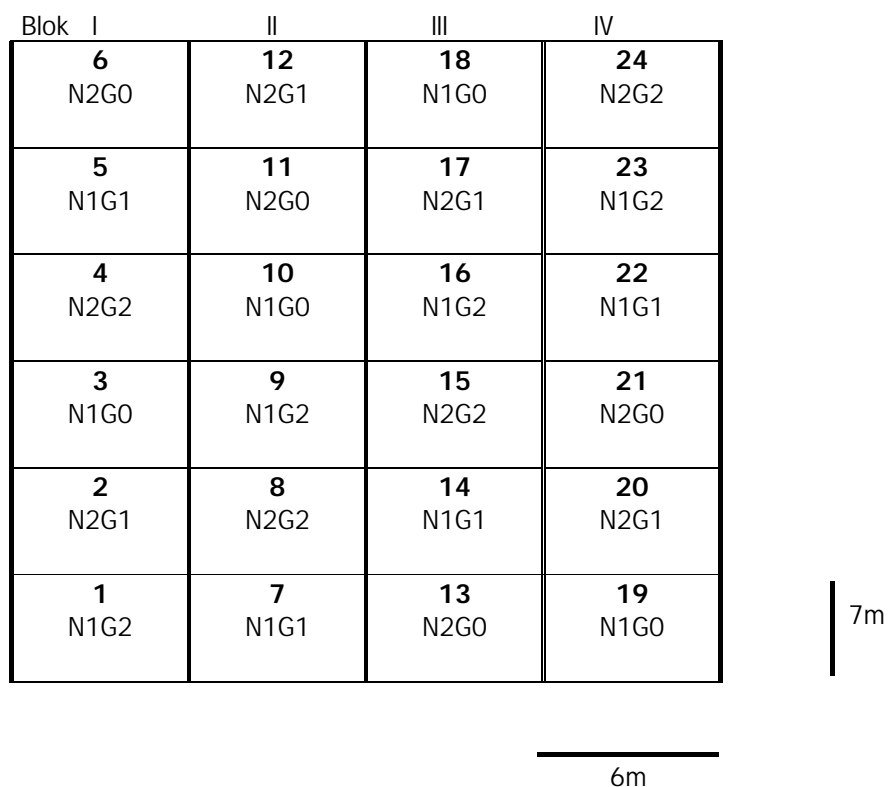 Blok I II III IV
6 12 18 24
N2G0 N2G1 N1G0 N2G2
5 11 17 23
N1G1 N2G0 N2G1 N1G2
4 10 16 22
N2G2 N1G0 N1G2 N1G1
3 9 15 21
N1G0 N1G2 N2G2 N2G0
2 8 14 20
N2G1 N2G2 N1G1 N2G1
1 7 13 19
N1G2 N1G1 N2G0 N1G0
7m
6m